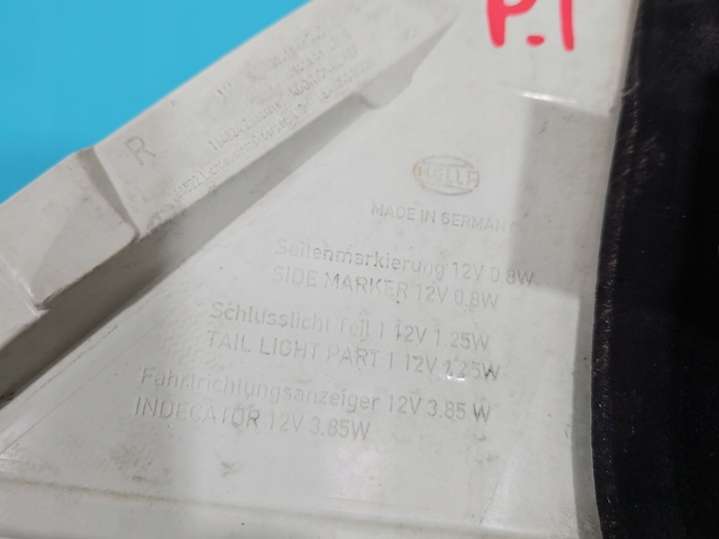 P.1
R
HELLA
MADE IN GERMANY
Seitenmarkierung 12V 0.8W
SIDE MARKER 12V 0.8W
Schlusslicht Teil 1 12V 1.25W
TAIL LIGHT PART 1 12V 1.25W
Fahrtrichtungsanzeiger 12V 3.85W
INDECATOR 12V 3.85W